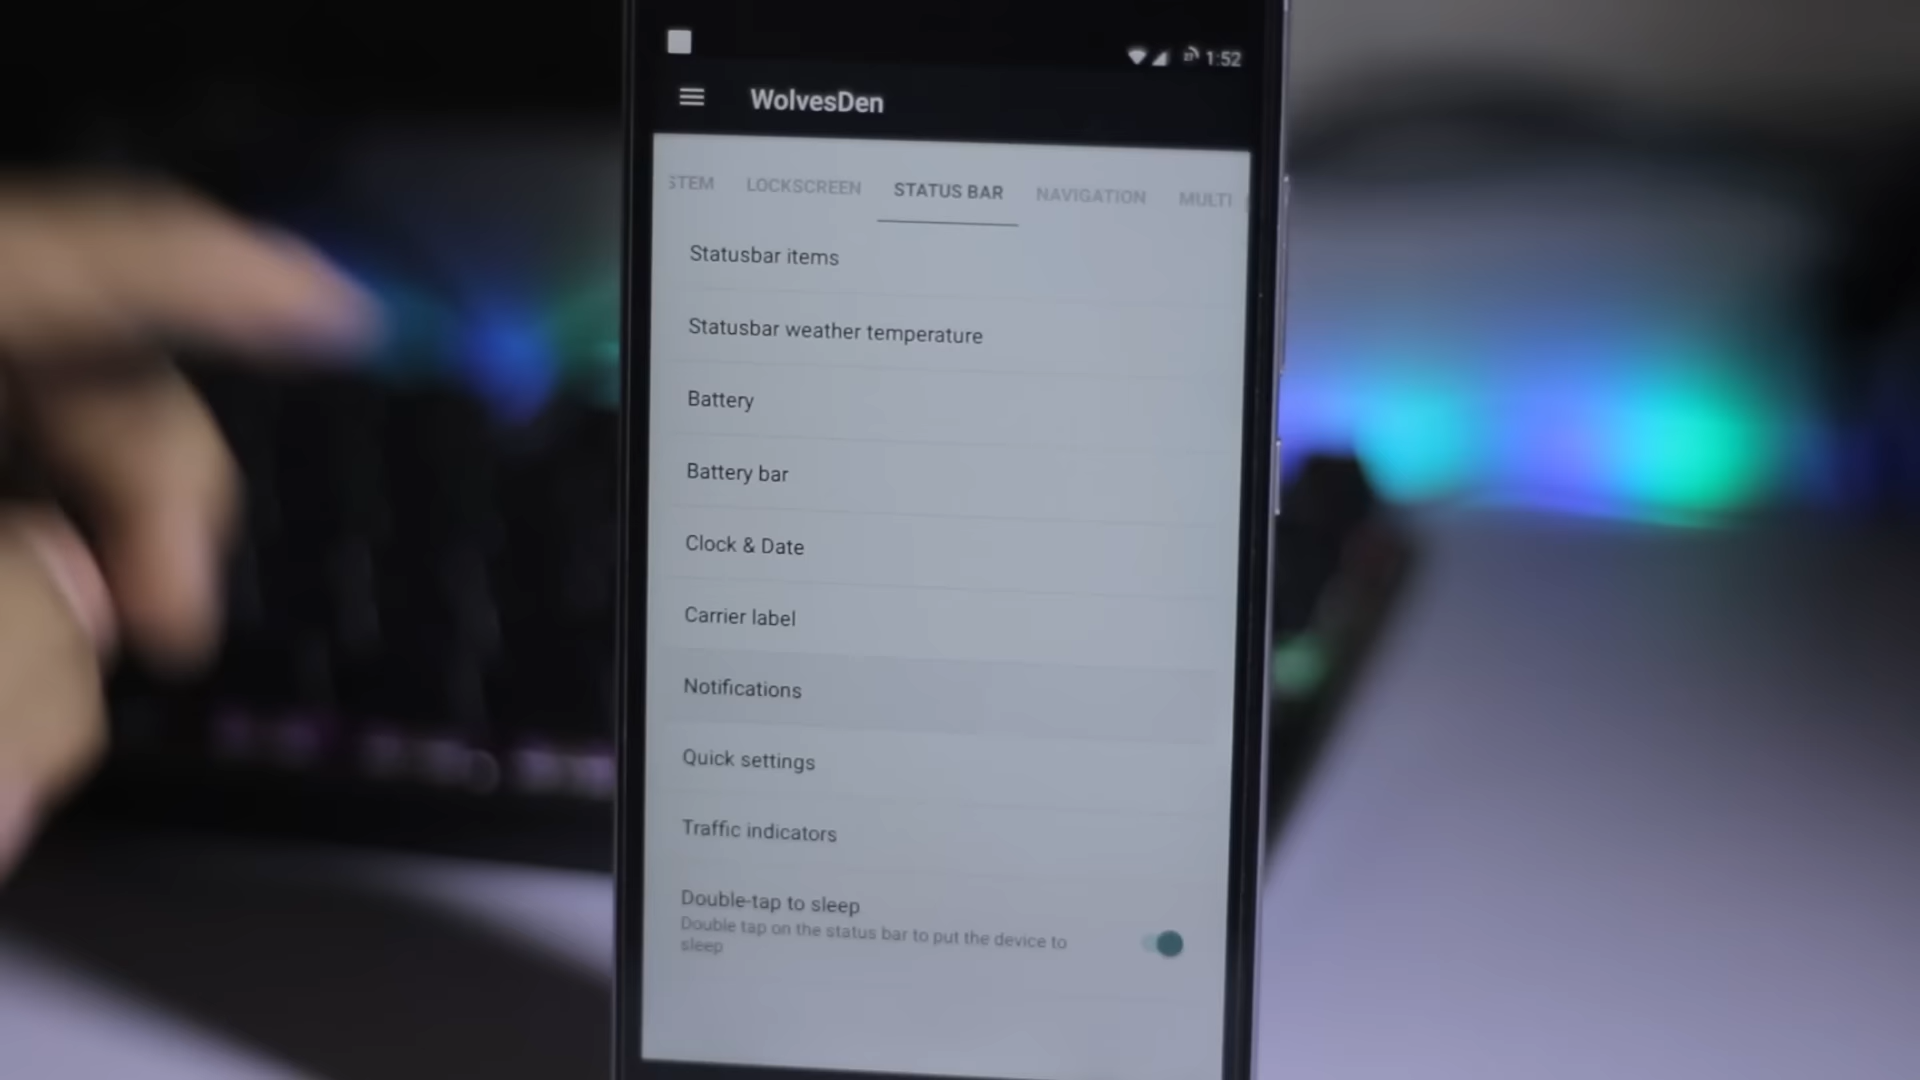 1:52
WolvesDen
STEM LOCKSCREEN STATUS BAR NAVIGATION MULTI
Statusbar items
Statusbar weather temperature
Battery
Battery bar
Clock & Date
Carrier label
Notifications
Quick settings
Traffic indicators
Double-tap to sleep
Double tap on the status bar to put the device to
sleep